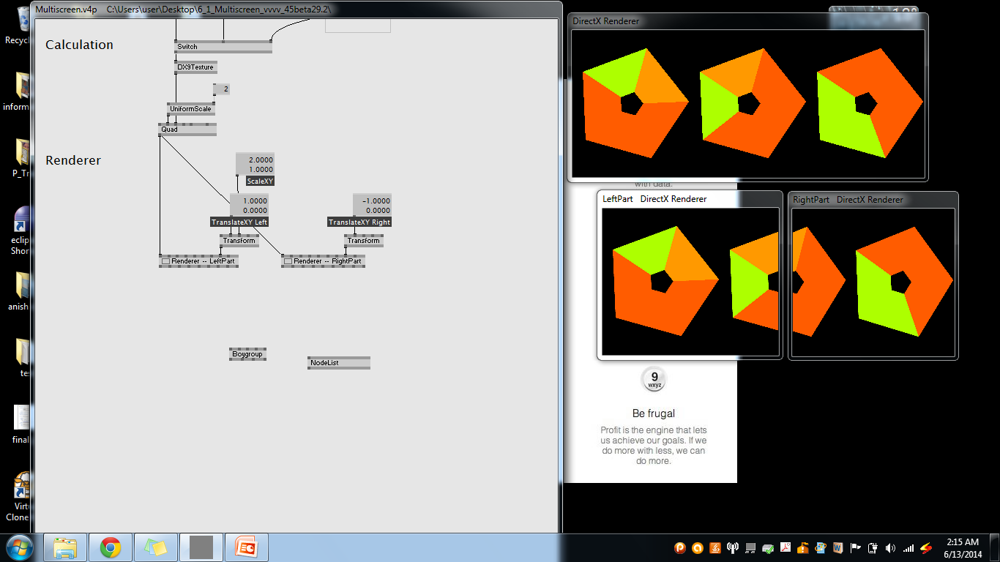 Multiscreen.v4p C:\Users\user\Desktop\6_1_Multiscreen_vvvv_45beta29.2\
Calculation
Switch
DX9Texture
2
UniformScale
Quad
Renderer
2.0000
1.0000
ScaleXY
1.0000
0.0000
TranslateXY Left
-1.0000
0.0000
TranslateXY Right
Transform
Transform
Renderer -- LeftPart
Renderer -- RightPart
Boygroup
NodeList
DirectX Renderer
with data.
LeftPart DirectX Renderer
RightPart DirectX Renderer
9
wxyz
Be frugal
Profit is the engine that lets
us achieve our goals. If we
do more with less, we can
do more.
Recyc
inform
P_Tr
eclip
Shor
anish
tes
final
Virtu
Clone
2:15 AM
6/13/2014